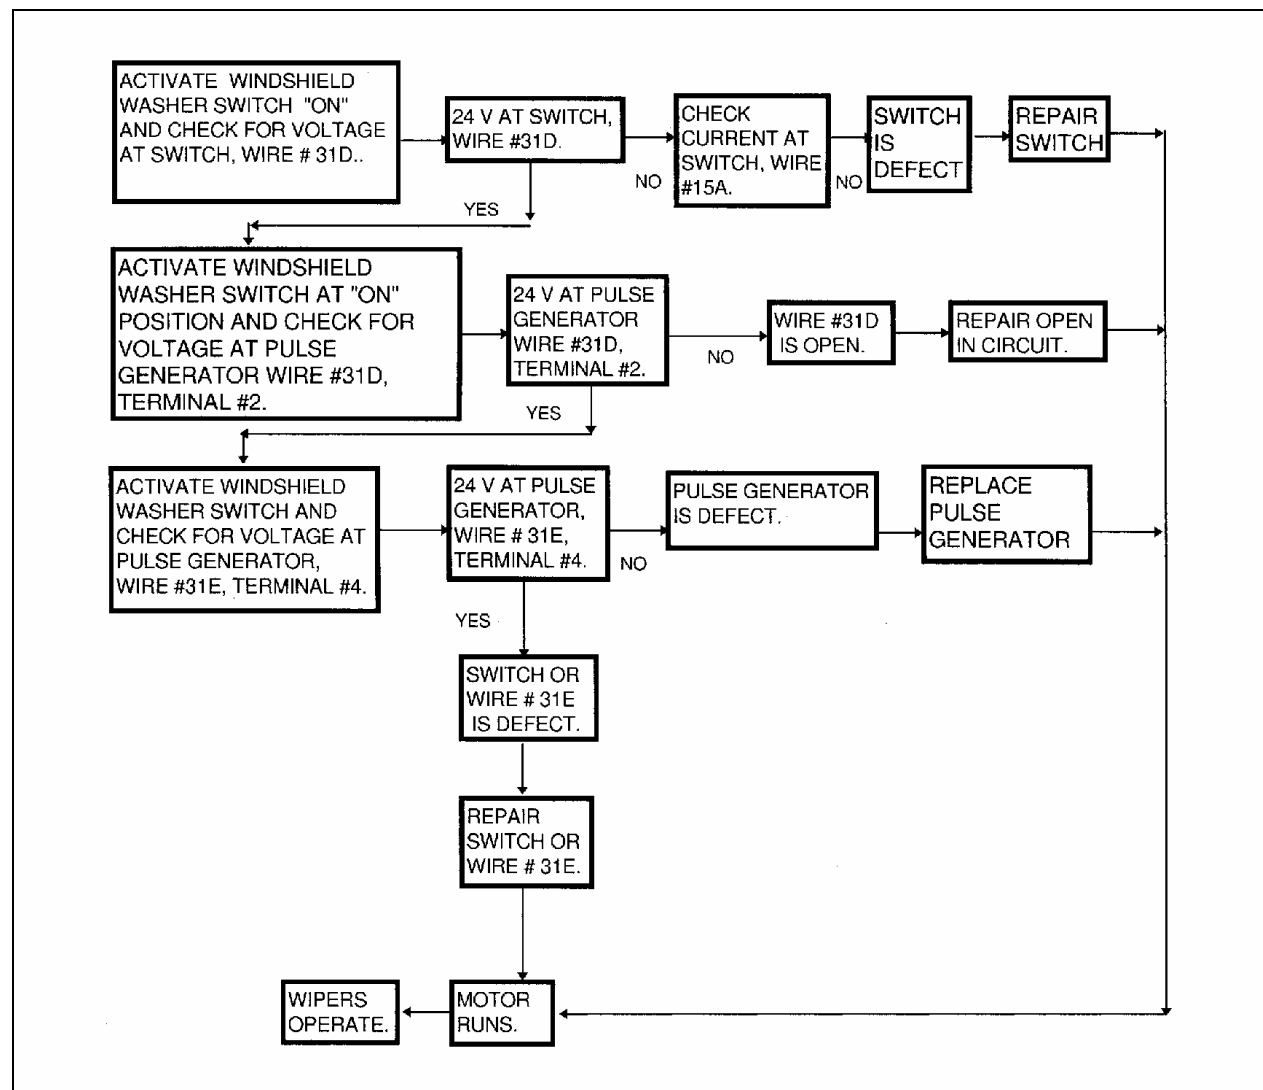 ACTIVATE WINDSHIELD
WASHER SWITCH "ON"
AND CHECK FOR VOLTAGE
AT SWITCH, WIRE # 31D..
24 V AT SWITCH,
WIRE #31D.
NO
CHECK
CURRENT AT
SWITCH, WIRE
#15A.
NO
SWITCH
IS
DEFECT
REPAIR
SWITCH
YES
ACTIVATE WINDSHIELD
WASHER SWITCH AT "ON"
POSITION AND CHECK FOR
VOLTAGE AT PULSE
GENERATOR WIRE #31D,
TERMINAL #2.
24 V AT PULSE
GENERATOR
WIRE #31D,
TERMINAL #2.
NO
WIRE #31D
IS OPEN.
REPAIR OPEN
IN CIRCUIT.
YES
ACTIVATE WINDSHIELD
WASHER SWITCH AND
CHECK FOR VOLTAGE AT
PULSE GENERATOR,
WIRE #31E, TERMINAL #4.
24 V AT PULSE
GENERATOR,
WIRE # 31E,
TERMINAL #4.
NO
PULSE GENERATOR
IS DEFECT.
REPLACE
PULSE
GENERATOR
YES
SWITCH OR
WIRE # 31E
IS DEFECT.
REPAIR
SWITCH OR
WIRE # 31E.
WIPERS
OPERATE.
MOTOR
RUNS.